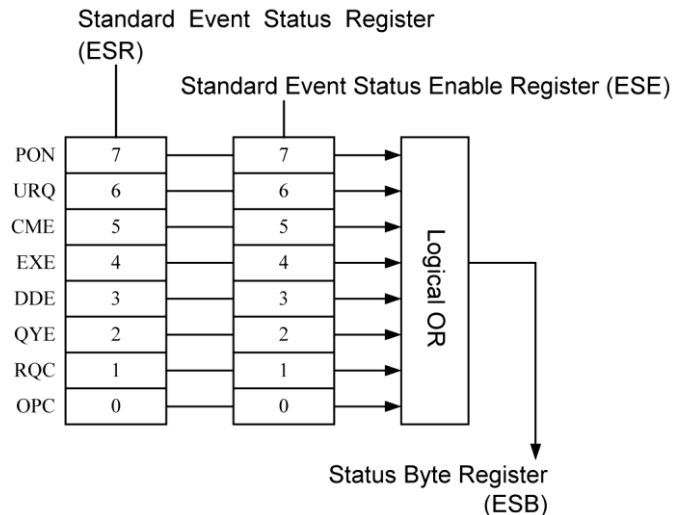 Standard Event Status Register
(ESR)
Standard Event Status Enable Register (ESE)
PON 7 7
URQ 6 6
CME 5 5
EXE 4 4
DDE 3 3
QYE 2 2
RQC 1 1
OPC 0 0
Logical OR
Status Byte Register
(ESB)